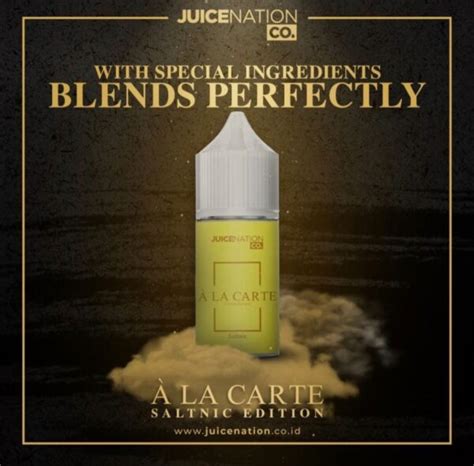 JUICENATION
CO.
WITH SPECIAL INGREDIENTS
BLENDS PERFECTLY
JUICENATION
CO.
À LA CARTE
À LA CARTE
SALTNIC EDITION
www.juicenation.co.id